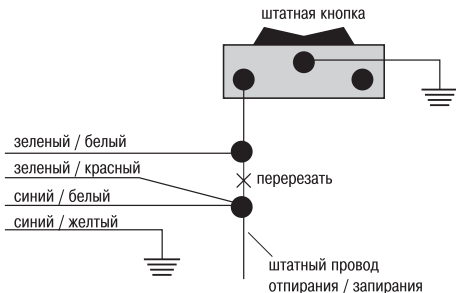 штатная кнопка
зеленый / белый
зеленый / красный
перерезать
синий / белый
синий / желтый
штатный провод
отпирания / запирания